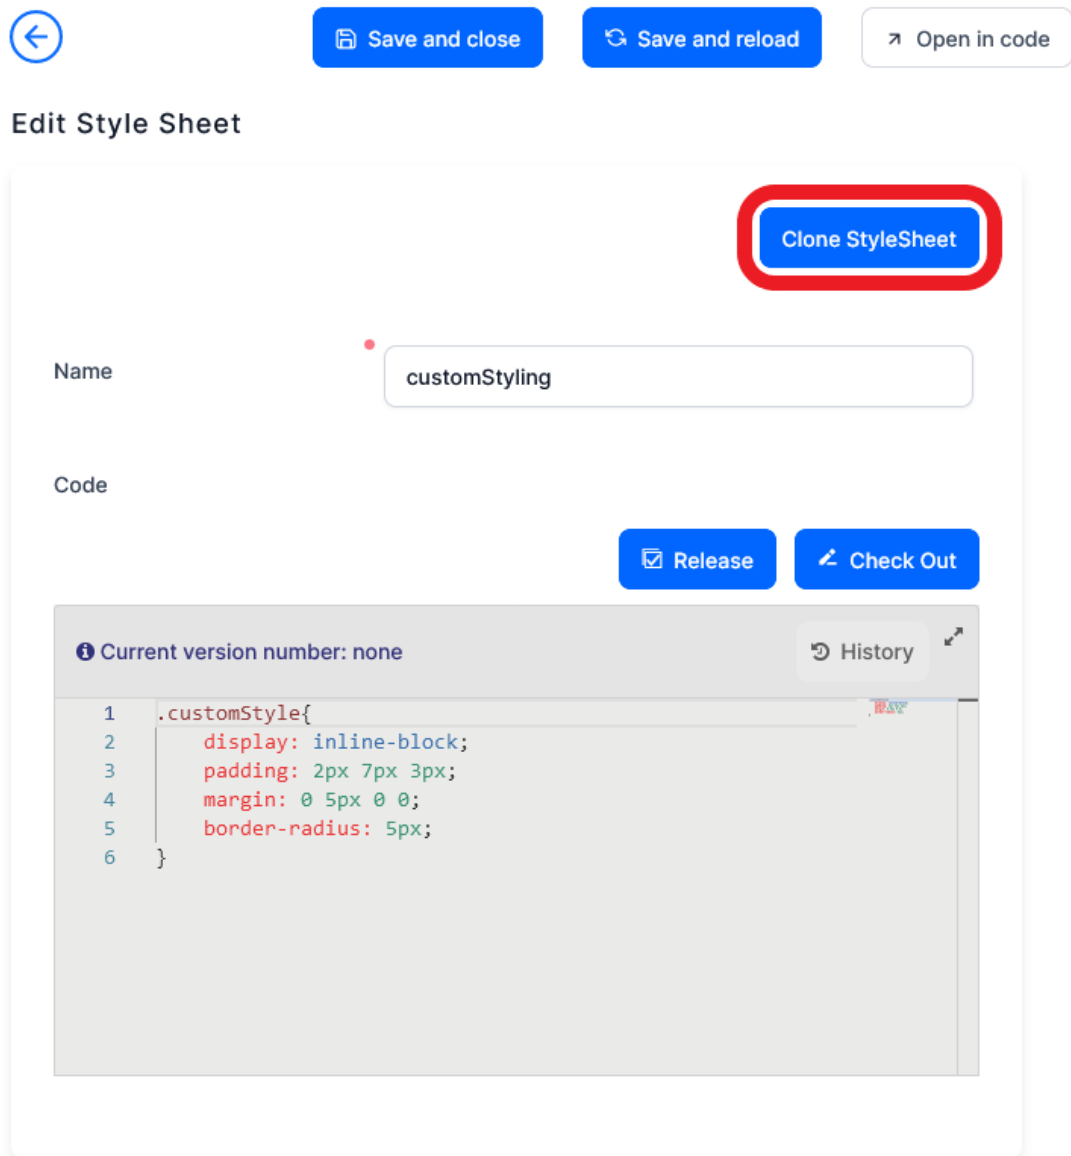 Save and close Save and reload Open in code
Edit Style Sheet
Clone StyleSheet
Name customStyling
Code
Release Check Out
Current version number: none History
1 .customStyle{
2 display: inline-block;
3 padding: 2px 7px 3px;
4 margin: 0 5px 0 0;
5 border-radius: 5px;
6 }